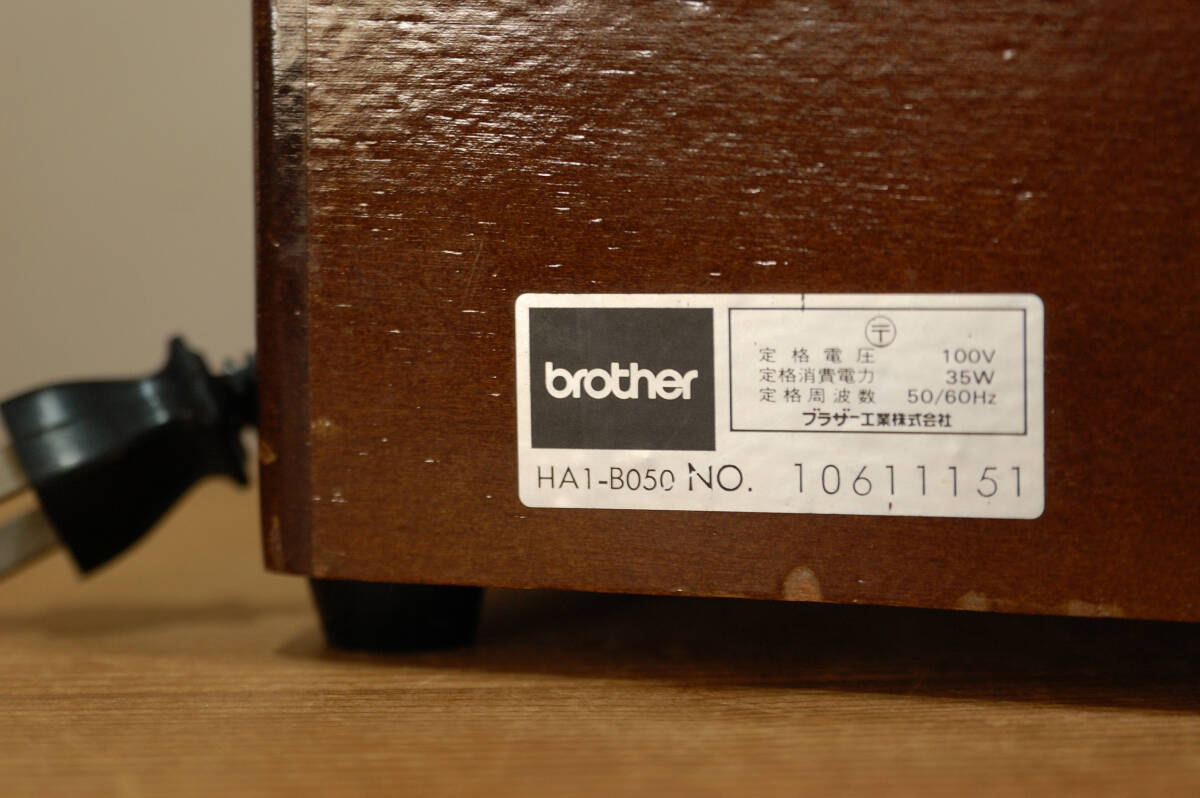 brother
〒
定格電圧 100V
定格消費電力 35W
定格周波数 50/60Hz
ブラザー工業株式会社
HA1-B050 NO. 10611151